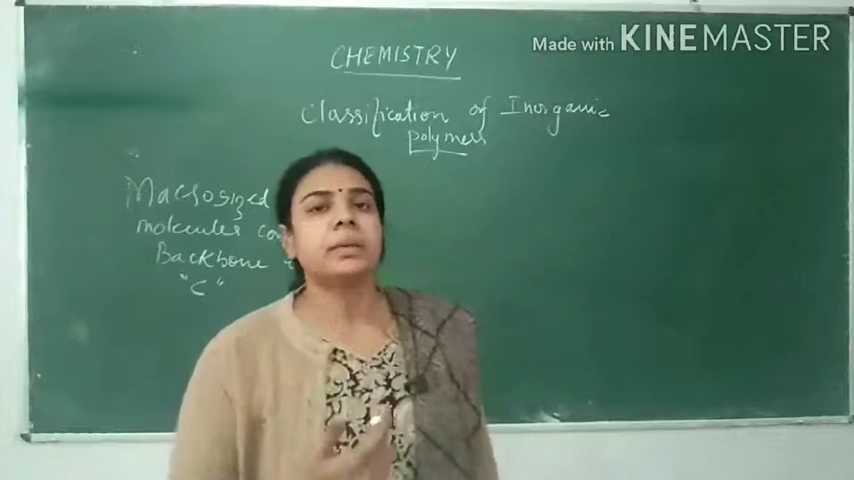 Made with KINEMASTER
CHEMISTRY
Classification of Inorganic
polymers
Macrosized
molecules
Backbone
"C"